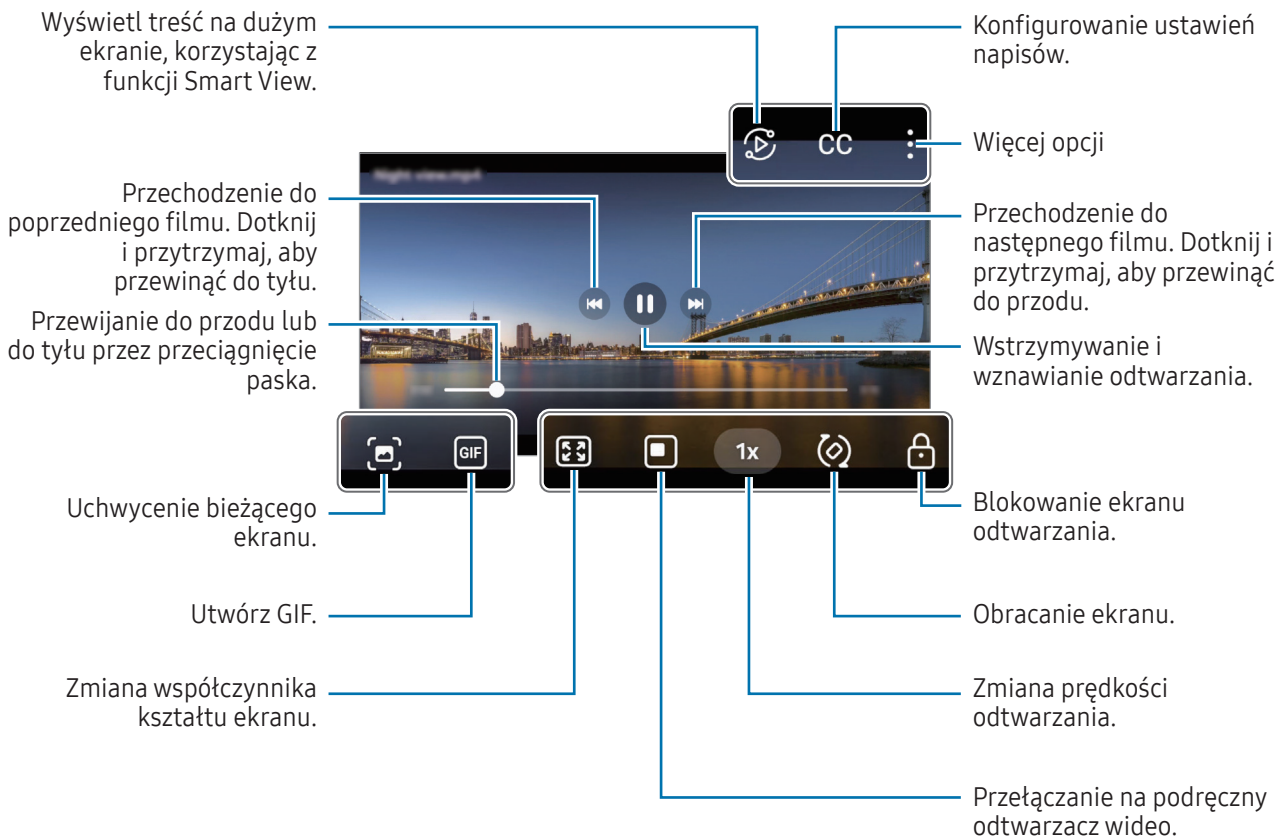 Wyświetl treść na dużym
ekranie, korzystając z
funkcji Smart View.
Konfigurowanie ustawień
napisów.
CC
Więcej opcji
Night view.mp4
Przechodzenie do
poprzedniego filmu. Dotknij
i przytrzymaj, aby
przewinąć do tyłu.
Przechodzenie do
następnego filmu. Dotknij i
przytrzymaj, aby przewinąć
do przodu.
Przewijanie do przodu lub
do tyłu przez przeciągnięcie
paska.
Wstrzymywanie i
wznawianie odtwarzania.
GIF
1x
Uchwycenie bieżącego
ekranu.
Blokowanie ekranu
odtwarzania.
Utwórz GIF.
Obracanie ekranu.
Zmiana współczynnika
kształtu ekranu.
Zmiana prędkości
odtwarzania.
Przełączanie na podręczny
odtwarzacz wideo.